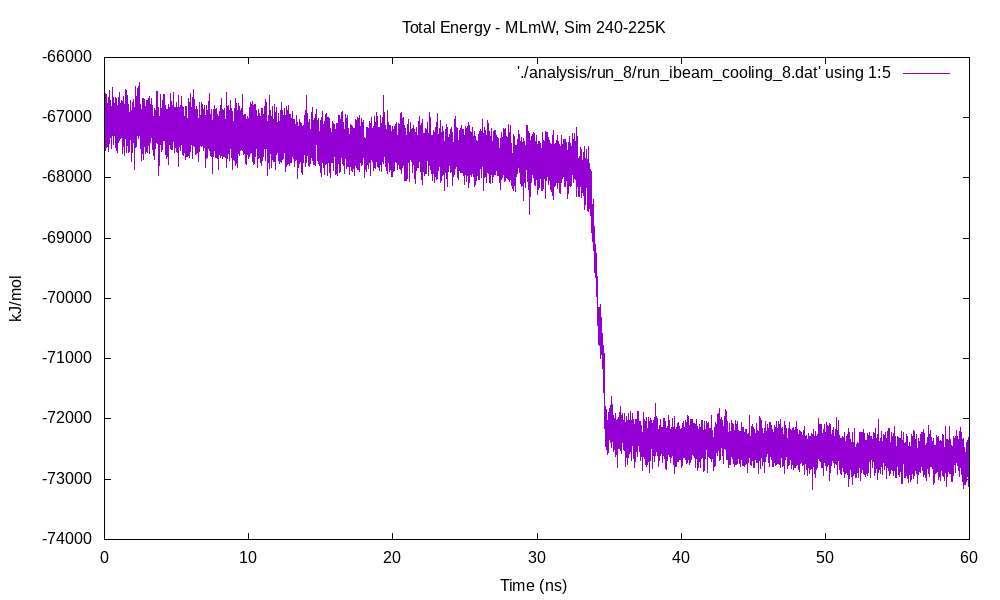 Total Energy - MLmW, Sim 240-225K
-66000
'./analysis/run_8/run_ibeam_cooling_8.dat' using 1:5
-67000
-68000
-69000
-70000
-71000
-72000
-73000
-74000
kJ/mol
0 10 20 30 40 50 60
Time (ns)